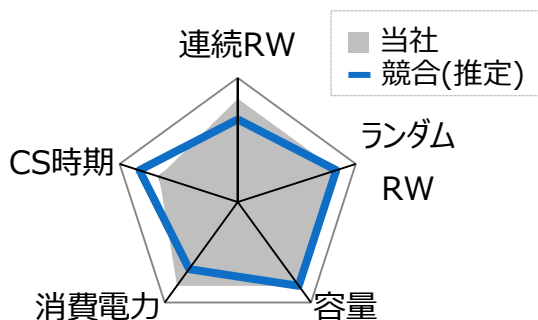 連続RW
当社
競合(推定)
ランダム
RW
CS時期
消費電力
容量